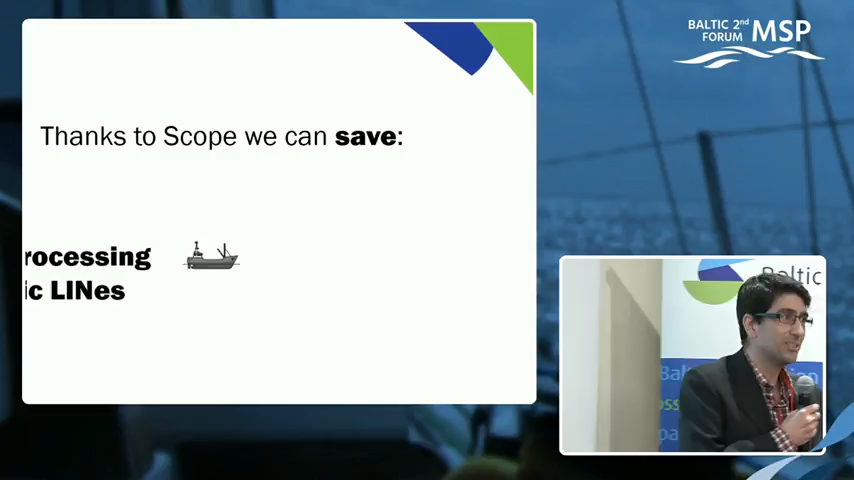 BALTIC 2nd
FORUM MSP
Thanks to Scope we can save:
rocessing
ic LINes
Baltic